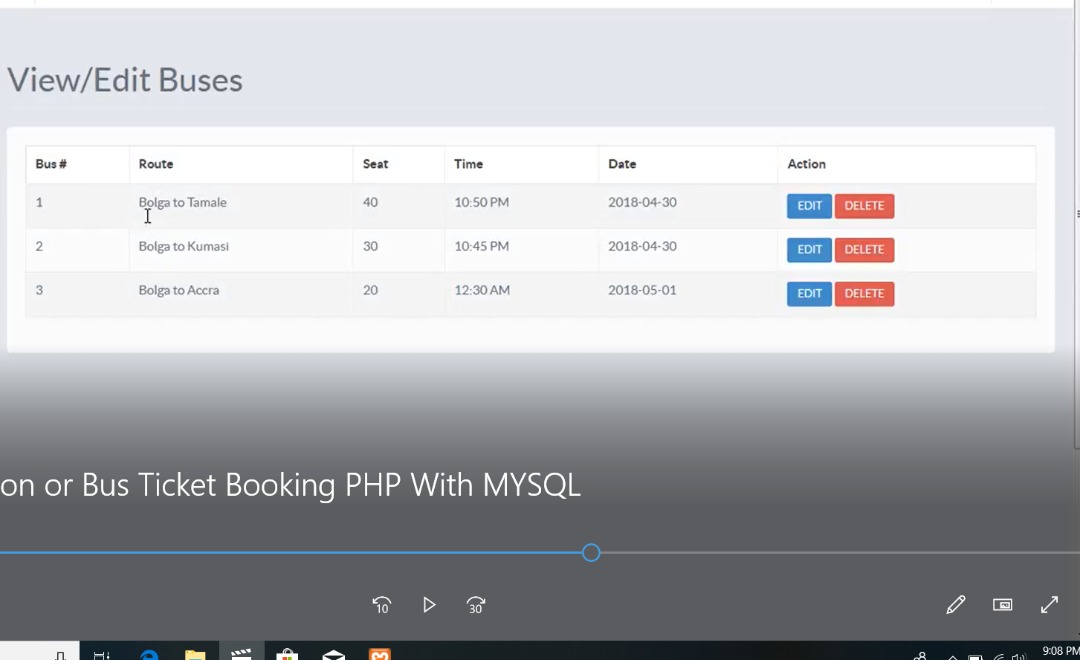 View/Edit Buses
Bus # Route Seat Time Date Action
1 Bolga to Tamale 40 10:50 PM 2018-04-30 EDIT DELETE
2 Bolga to Kumasi 30 10:45 PM 2018-04-30 EDIT DELETE
3 Bolga to Accra 20 12:30 AM 2018-05-01 EDIT DELETE
on or Bus Ticket Booking PHP With MYSQL
10 30
9:08 PM